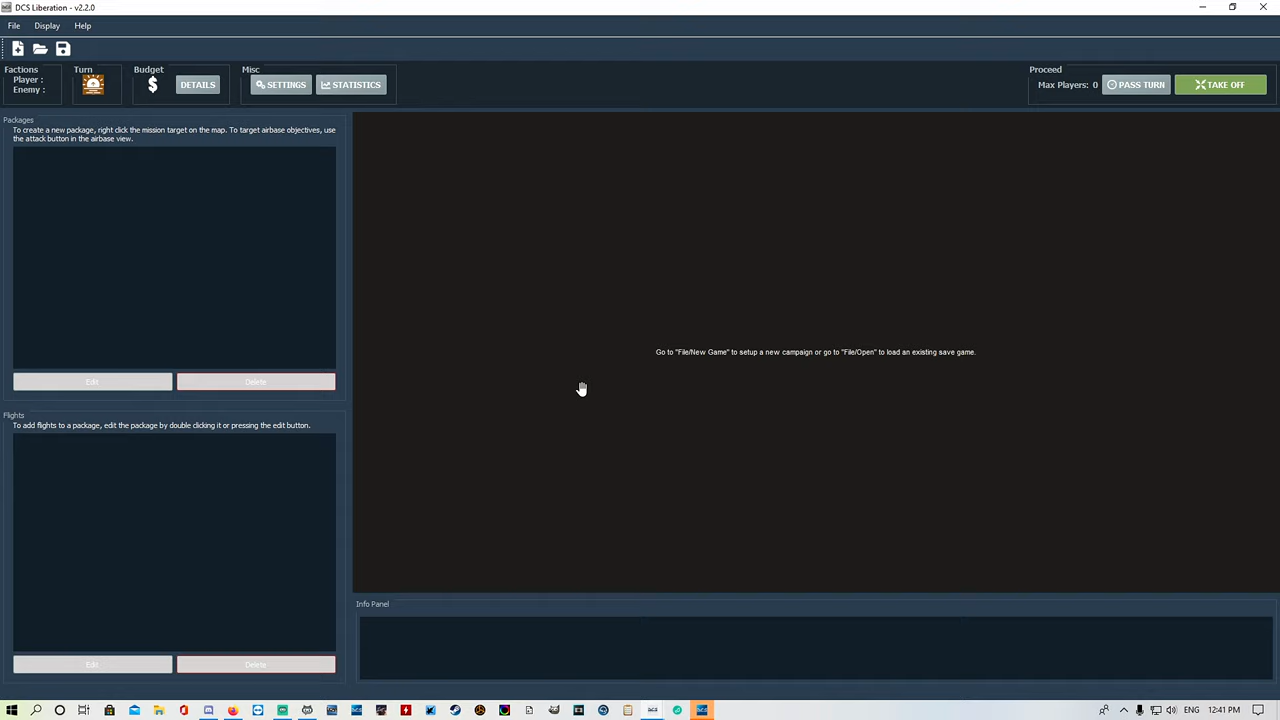 DCS Liberation - v2.2.0
File Display Help
Factions
Player :
Enemy :
Turn
Budget
$
DETAILS
Misc
SETTINGS
STATISTICS
Proceed
Max Players: 0
PASS TURN
TAKE OFF
Packages
To create a new package, right click the mission target on the map. To target airbase objectives, use
the attack button in the airbase view.
Edit
Delete
Flights
To add flights to a package, edit the package by double clicking it or pressing the edit button.
Edit
Delete
Go to "File/New Game" to setup a new campaign or go to "File/Open" to load an existing save game.
Info Panel
ENG
12:41 PM